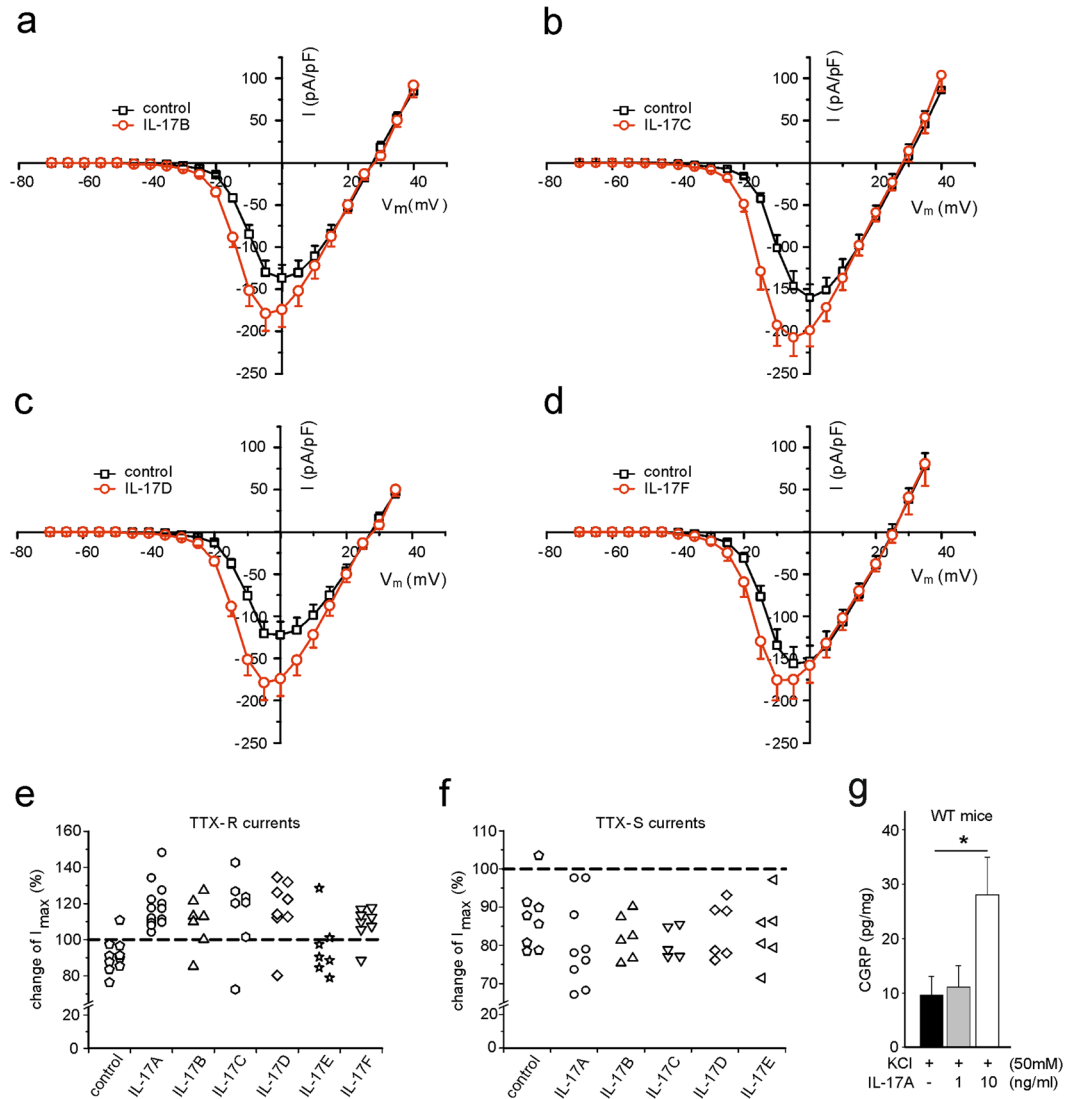 a
I (pA/pF)
control
IL-17B
100
50
-80
-60
-40
-20
20
40
Vm(mV)
-50
-100
-150
-200
-250
b
I (pA/pF)
control
IL-17C
100
50
-80
-60
-40
-20
20
40
Vm (mV)
-50
-100
-150
-200
-250
c
I (pA/pF)
control
IL-17D
100
50
-80
-60
-40
-20
20
40
Vm (mV)
-50
-100
-150
-200
-250
d
I (pA/pF)
control
IL-17F
100
50
-80
-60
-40
-20
20
40
Vm (mV)
-50
-100
-150
-200
-250
e
TTX-R currents
change of Imax (%)
160
140
120
100
80
20
0
control
IL-17A
IL-17B
IL-17C
IL-17D
IL-17E
IL-17F
f
TTX-S currents
change of Imax (%)
110
100
90
80
70
20
0
control
IL-17A
IL-17B
IL-17C
IL-17D
IL-17E
g
WT mice
*
CGRP (pg/mg)
40
30
20
10
0
KCl + + + (50mM)
IL-17A - 1 10 (ng/ml)